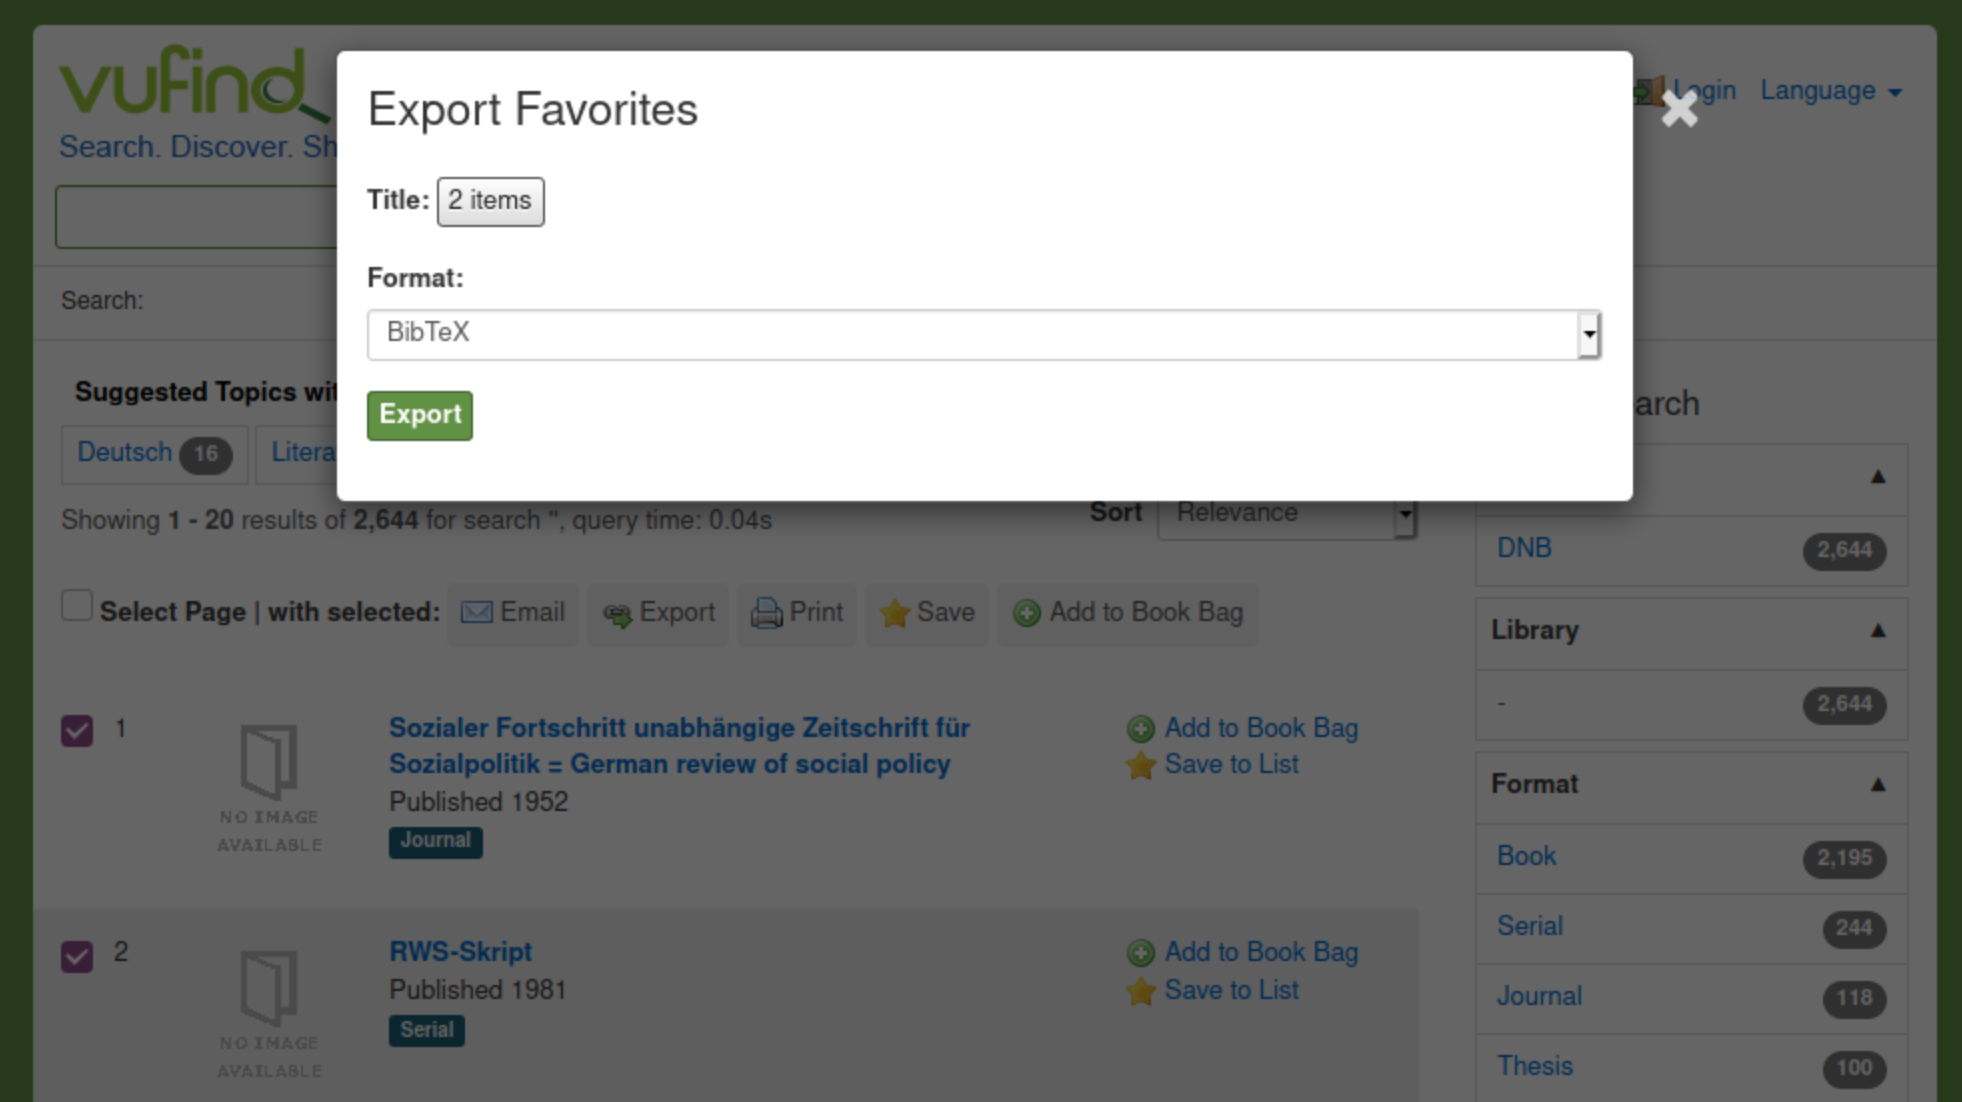 vufind
Search. Discover. Sh
Login
Language
Export Favorites
Title: 2 items
Format:
BibTeX
Export
Search:
Suggested Topics wit
Deutsch 16
Litera
Showing 1 - 20 results of 2,644 for search '', query time: 0.04s
Sort Relevance
Select Page | with selected: Email Export Print Save Add to Book Bag
1
NO IMAGE
AVAILABLE
Sozialer Fortschritt unabhängige Zeitschrift für
Sozialpolitik = German review of social policy
Published 1952
Journal
Add to Book Bag
Save to List
2
NO IMAGE
AVAILABLE
RWS-Skript
Published 1981
Serial
Add to Book Bag
Save to List
arch
DNB 2,644
Library
- 2,644
Format
Book 2,195
Serial 244
Journal 118
Thesis 100